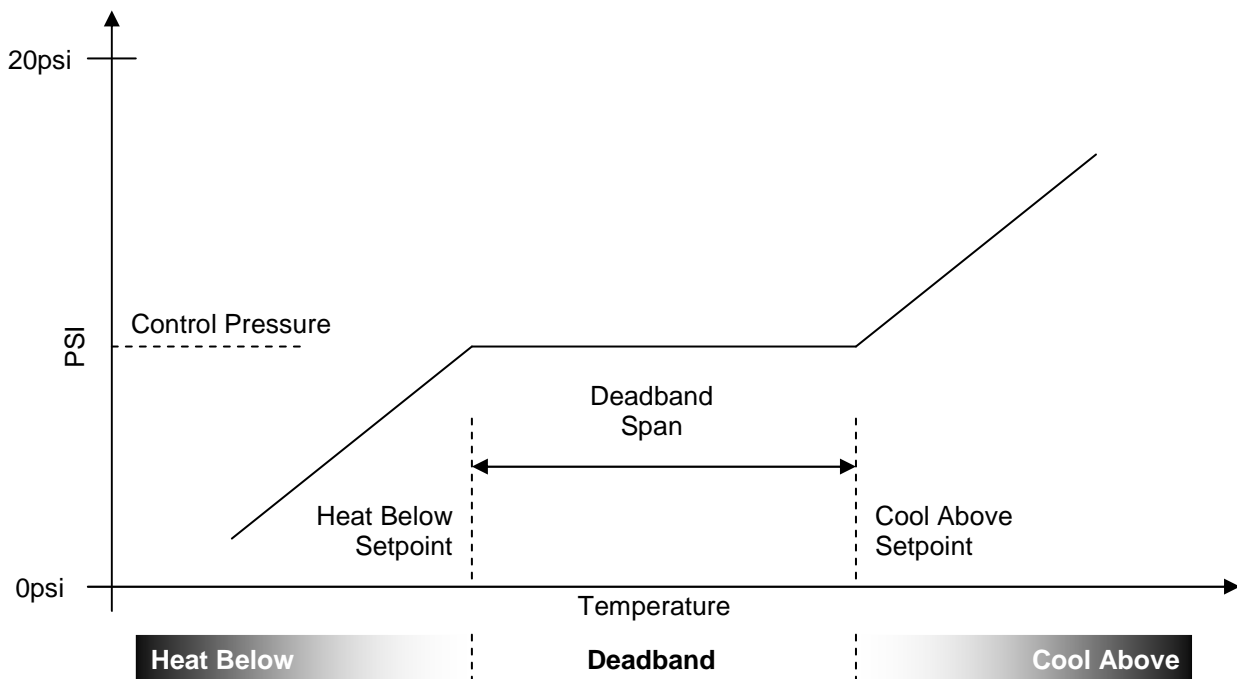 20psi
Control Pressure
PSI
Deadband
Span
Heat Below
Setpoint
Cool Above
Setpoint
0psi
Temperature
Heat Below
Deadband
Cool Above